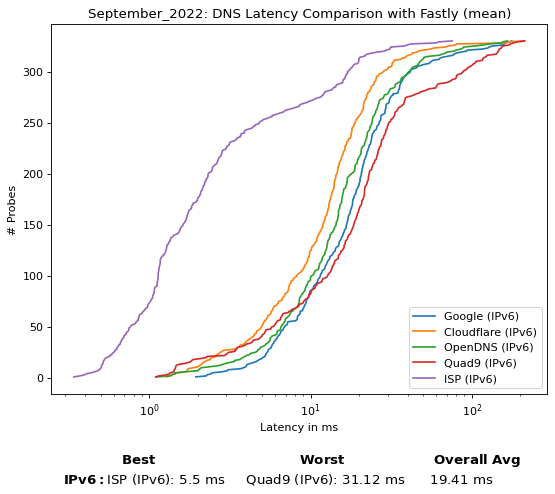 September_2022: DNS Latency Comparison with Fastly (mean)
# Probes
300
250
200
150
100
50
0
Google (IPv6)
Cloudflare (IPv6)
OpenDNS (IPv6)
Quad9 (IPv6)
ISP (IPv6)
10⁰ 10¹ 10²
Latency in ms
Best Worst Overall Avg
IPv6: ISP (IPv6): 5.5 ms Quad9 (IPv6): 31.12 ms 19.41 ms